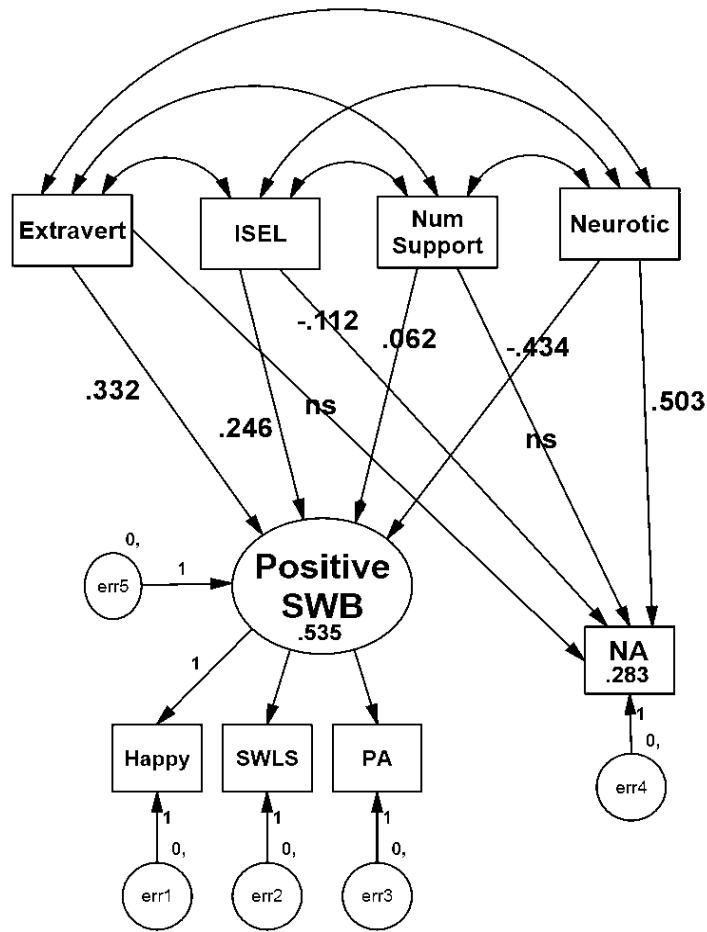 Extravert
ISEL
Num
Support
Neurotic
-.112
.062
-.434
.332
ns
.503
.246
ns
0,
err5
1
Positive
SWB
.535
NA
.283
1
1
0,
Happy
SWLS
PA
err4
1
1
1
0,
0,
0,
err1
err2
err3